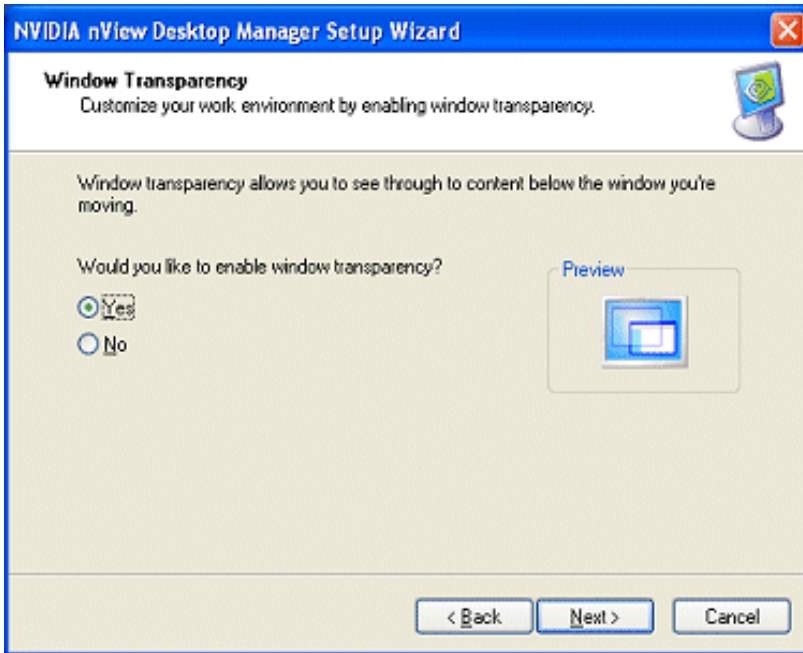 NVIDIA nView Desktop Manager Setup Wizard
Window Transparency
Customize your work environment by enabling window transparency.
Window transparency allows you to see through to content below the window you're
moving.
Would you like to enable window transparency?
Preview
Yes
No
< Back
Next >
Cancel